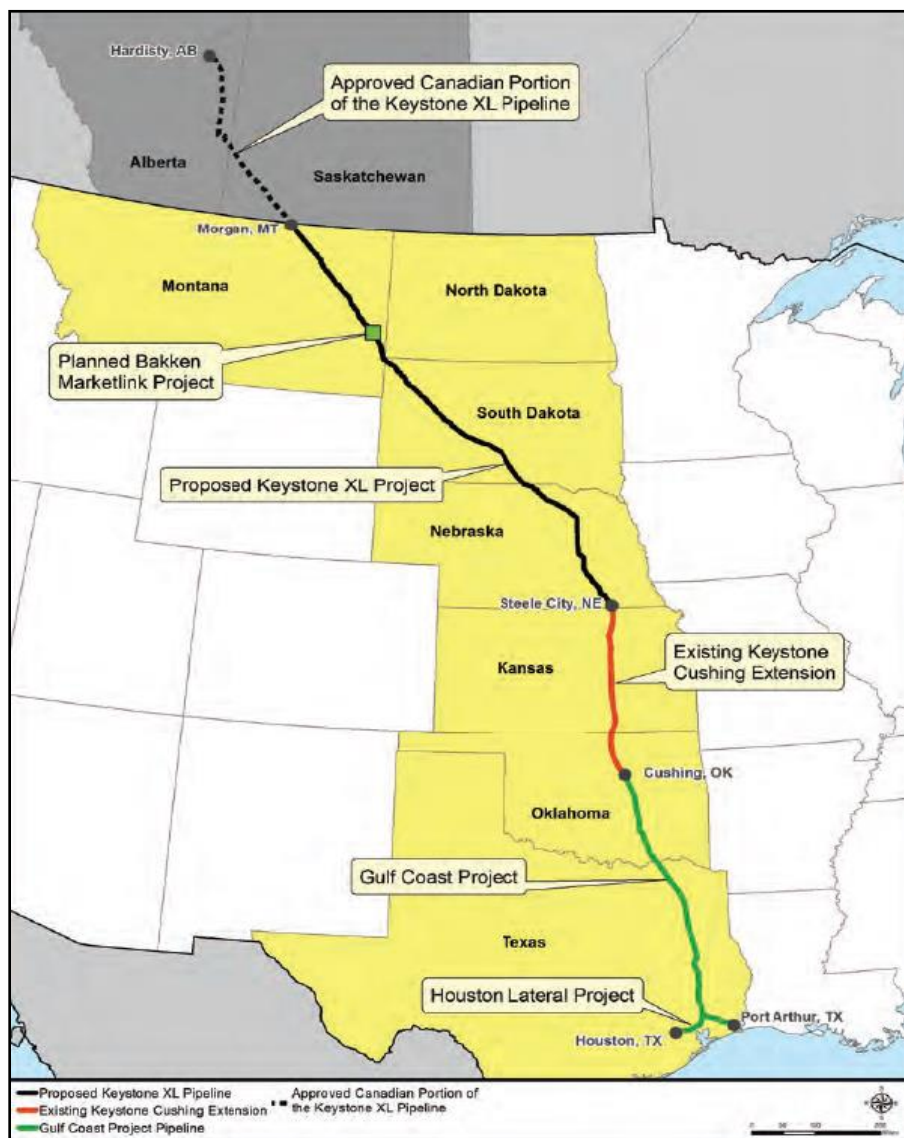 Hardisty, AB
Approved Canadian Portion
of the Keystone XL Pipeline
Alberta
Saskatchewan
Morgan, MT
Montana
North Dakota
Planned Bakken
Marketlink Project
South Dakota
Proposed Keystone XL Project
Nebraska
Steele City, NE
Existing Keystone
Cushing Extension
Kansas
Cushing, OK
Oklahoma
Gulf Coast Project
Texas
Houston Lateral Project
Port Arthur, TX
Houston, TX
Proposed Keystone XL Pipeline
Existing Keystone Cushing Extension
Gulf Coast Project Pipeline
Approved Canadian Portion of
the Keystone XL Pipeline